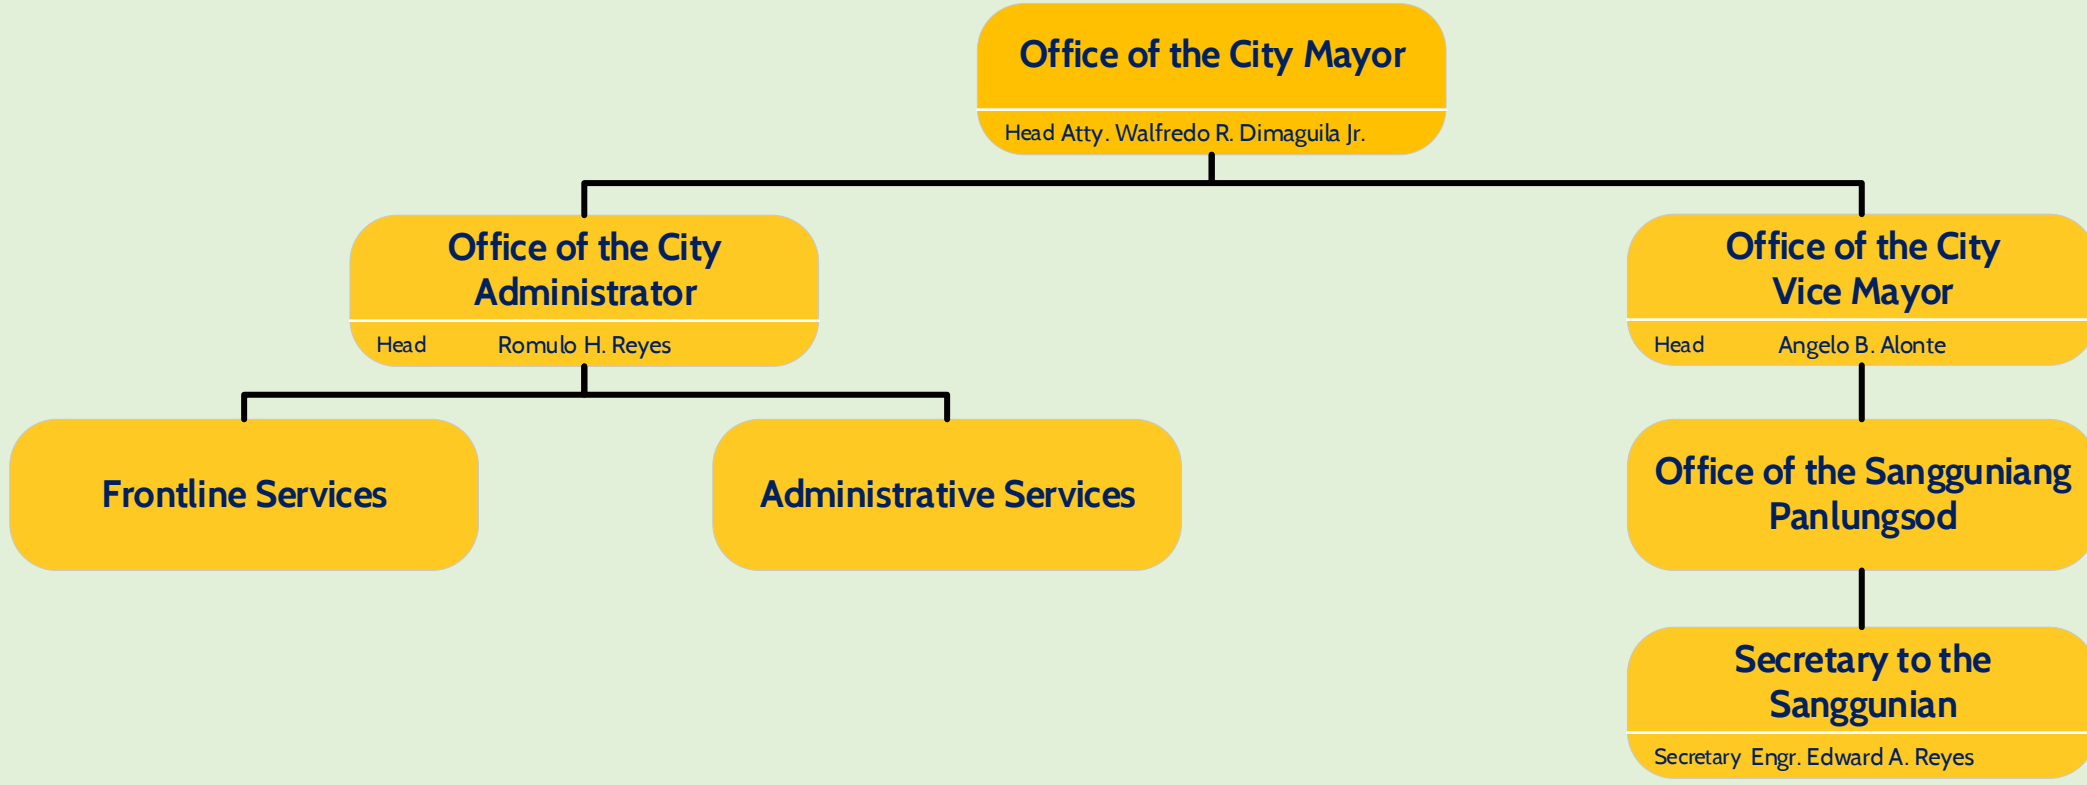 Office of the City Mayor
Head Atty. Walfredo R. Dimaguila Jr.
Office of the City
Administrator
Head Romulo H. Reyes
Office of the City
Vice Mayor
Head Angelo B. Alonte
Frontline Services
Administrative Services
Office of the Sangguniang
Panlungsod
Secretary to the
Sanggunian
Secretary Engr. Edward A. Reyes